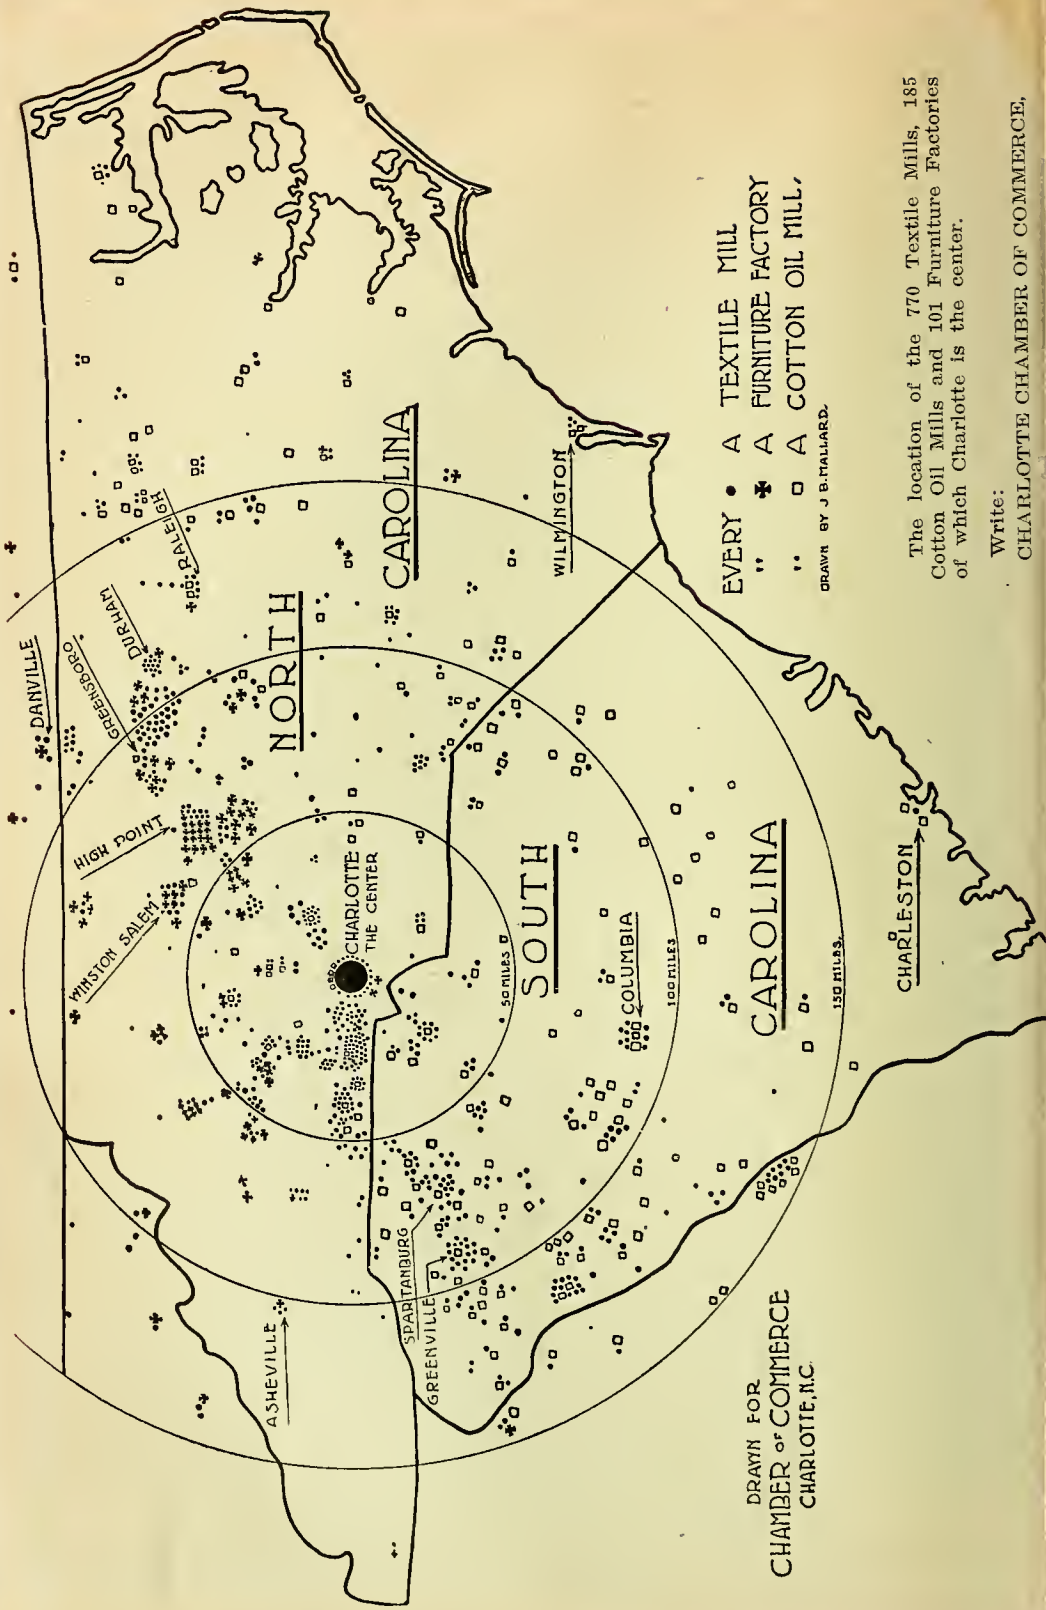 DANVILLE
GREENSBORO
DURHAM
RALEIGH
HIGH POINT
WINSTON SALEM
NORTH
CAROLINA
CHARLOTTE
THE CENTER
ASHEVILLE
SPARTANBURG
GREENVILLE
WILMINGTON
SOUTH
CAROLINA
COLUMBIA
CHARLESTON
50 MILES
100 MILES
150 MILES.
EVERY • A TEXTILE MILL
" ✤ A FURNITURE FACTORY
" □ A COTTON OIL MILL,
DRAWN BY J B. MALLARD.
DRAWN FOR
CHAMBER OF COMMERCE
CHARLOTTE, N.C.
The location of the 770 Textile Mills, 185
Cotton Oil Mills and 101 Furniture Factories
of which Charlotte is the center.
Write:
CHARLOTTE CHAMBER OF COMMERCE,